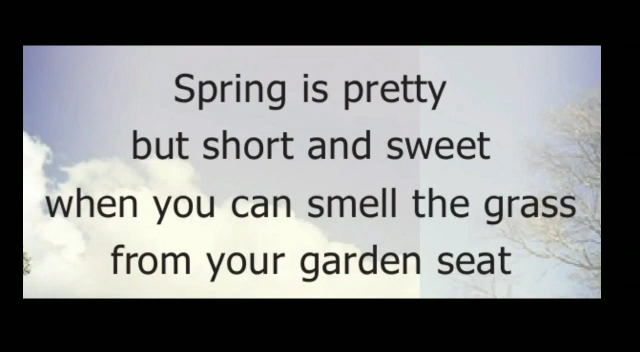 Spring is pretty
but short and sweet
when you can smell the grass
from your garden seat